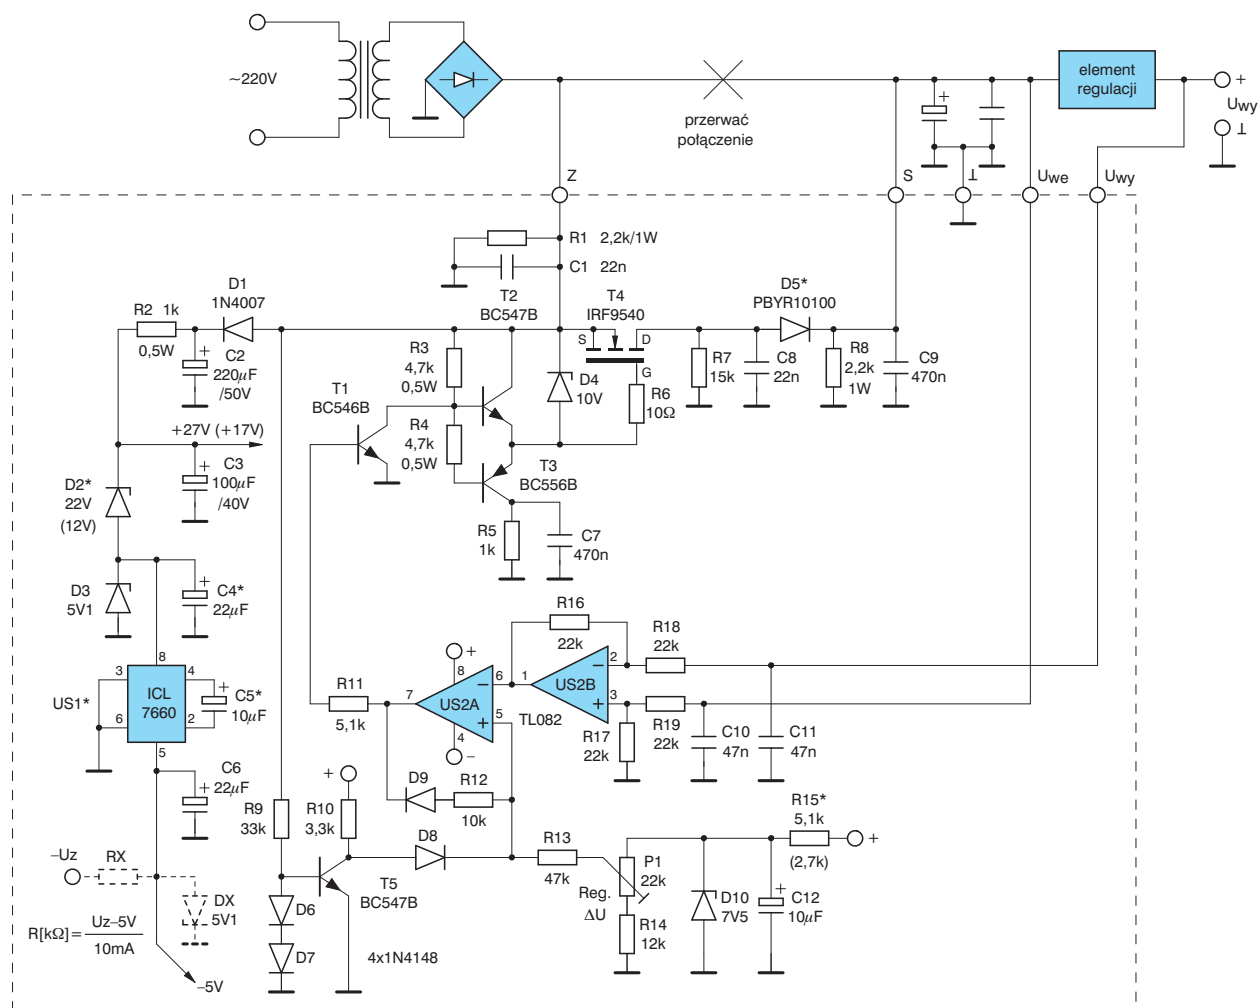 ~220V
przerwać
połączenie
element
regulacji
+
Uwy
⊥
Z
S
⊥
Uwe
Uwy
R1 2,2k/1W
C1 22n
D1
1N4007
R2 1k
0,5W
+
C2
220µF
/50V
T2
BC547B
T4
IRF9540
S
D
G
D5*
PBYR10100
R3
4,7k
0,5W
T1
BC546B
R4
4,7k
0,5W
D4
10V
R6
10Ω
R7
15k
C8
22n
R8
2,2k
1W
C9
470n
+27V (+17V)
+
C3
100µF
/40V
D2*
22V
(12V)
T3
BC556B
R5
1k
C7
470n
D3
5V1
+
C4*
22µF
R16
22k
R18
22k
US1*
ICL
7660
3
6
8
4
2
5
+
C5*
10µF
R11
5,1k
+
8
7
US2A
6
5
4
−
+
−
1
US2B
2
3
−
+
TL082
R17
22k
R19
22k
C10
47n
C11
47n
+
C6
22µF
R9
33k
+
R10
3,3k
D9
R12
10k
D8
R13
47k
P1
22k
Reg.
ΔU
R14
12k
D10
7V5
+
C12
10µF
R15*
5,1k
(2,7k)
+
−Uz
RX
DX
5V1
R[kΩ]=
Uz−5V
10mA
−5V
T5
BC547B
D6
D7
4x1N4148